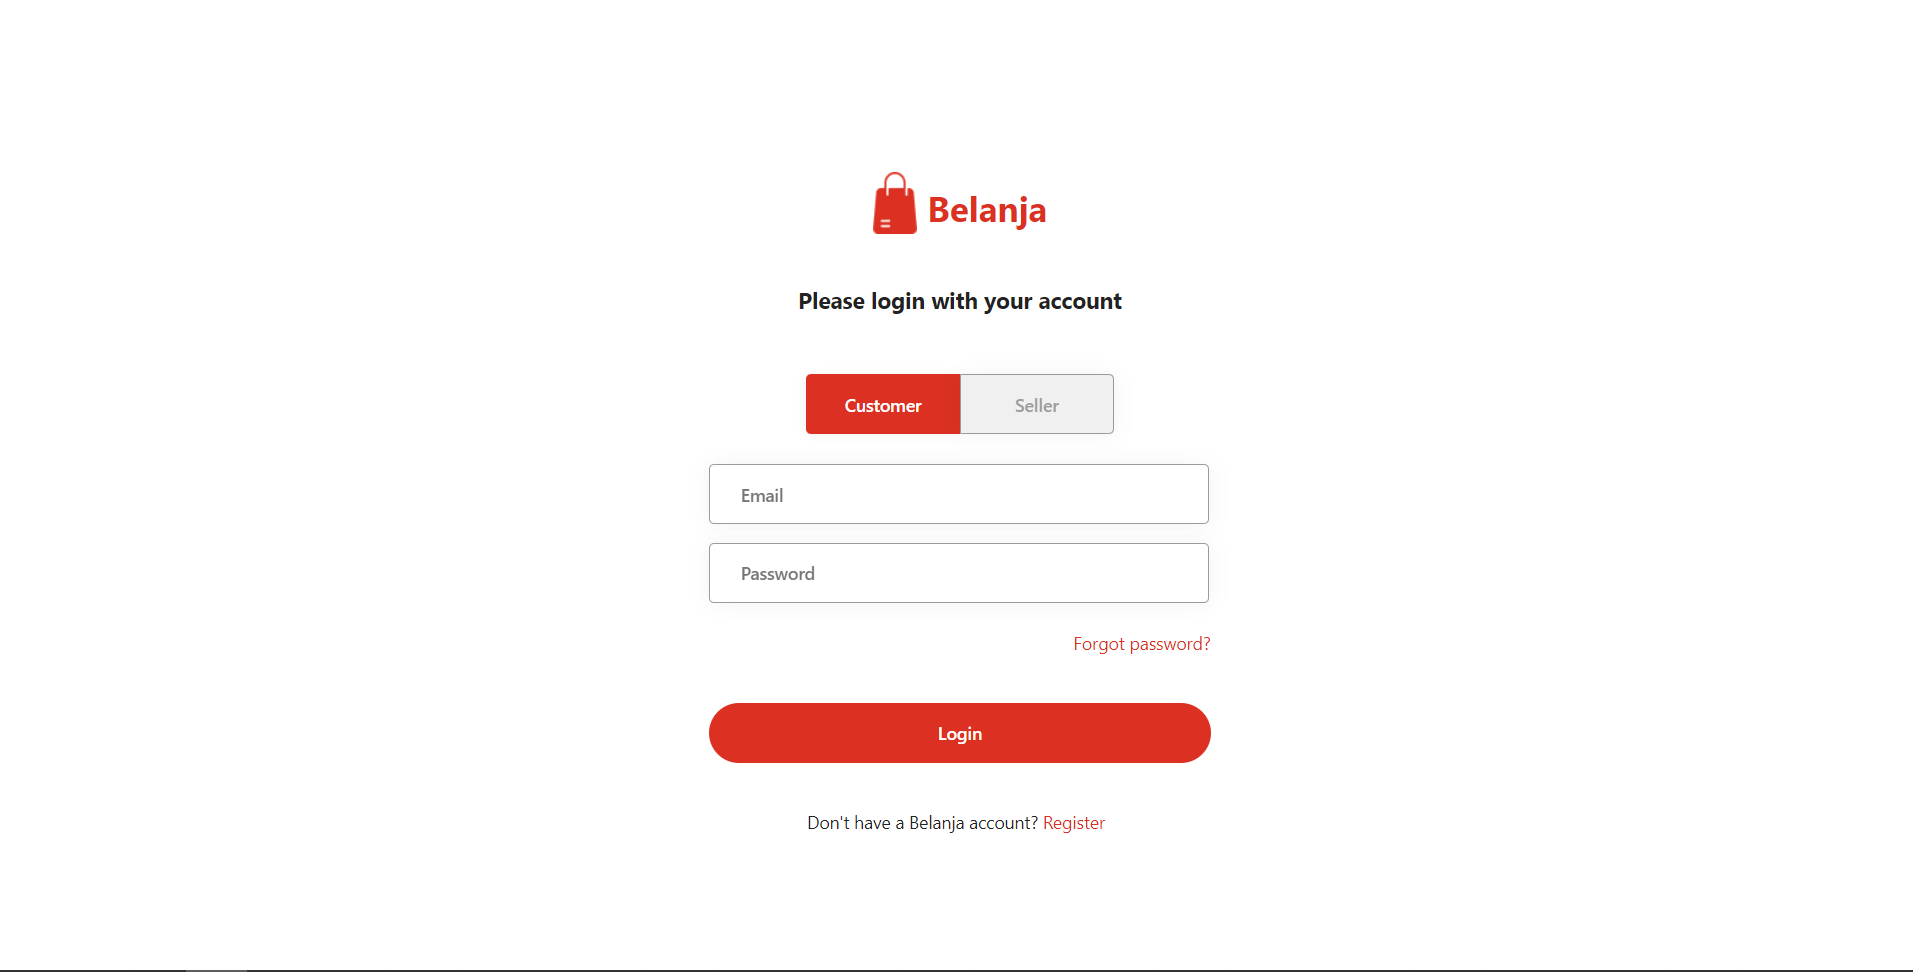 Belanja
Please login with your account
Customer Seller
Email
Password
Forgot password?
Login
Don't have a Belanja account? Register